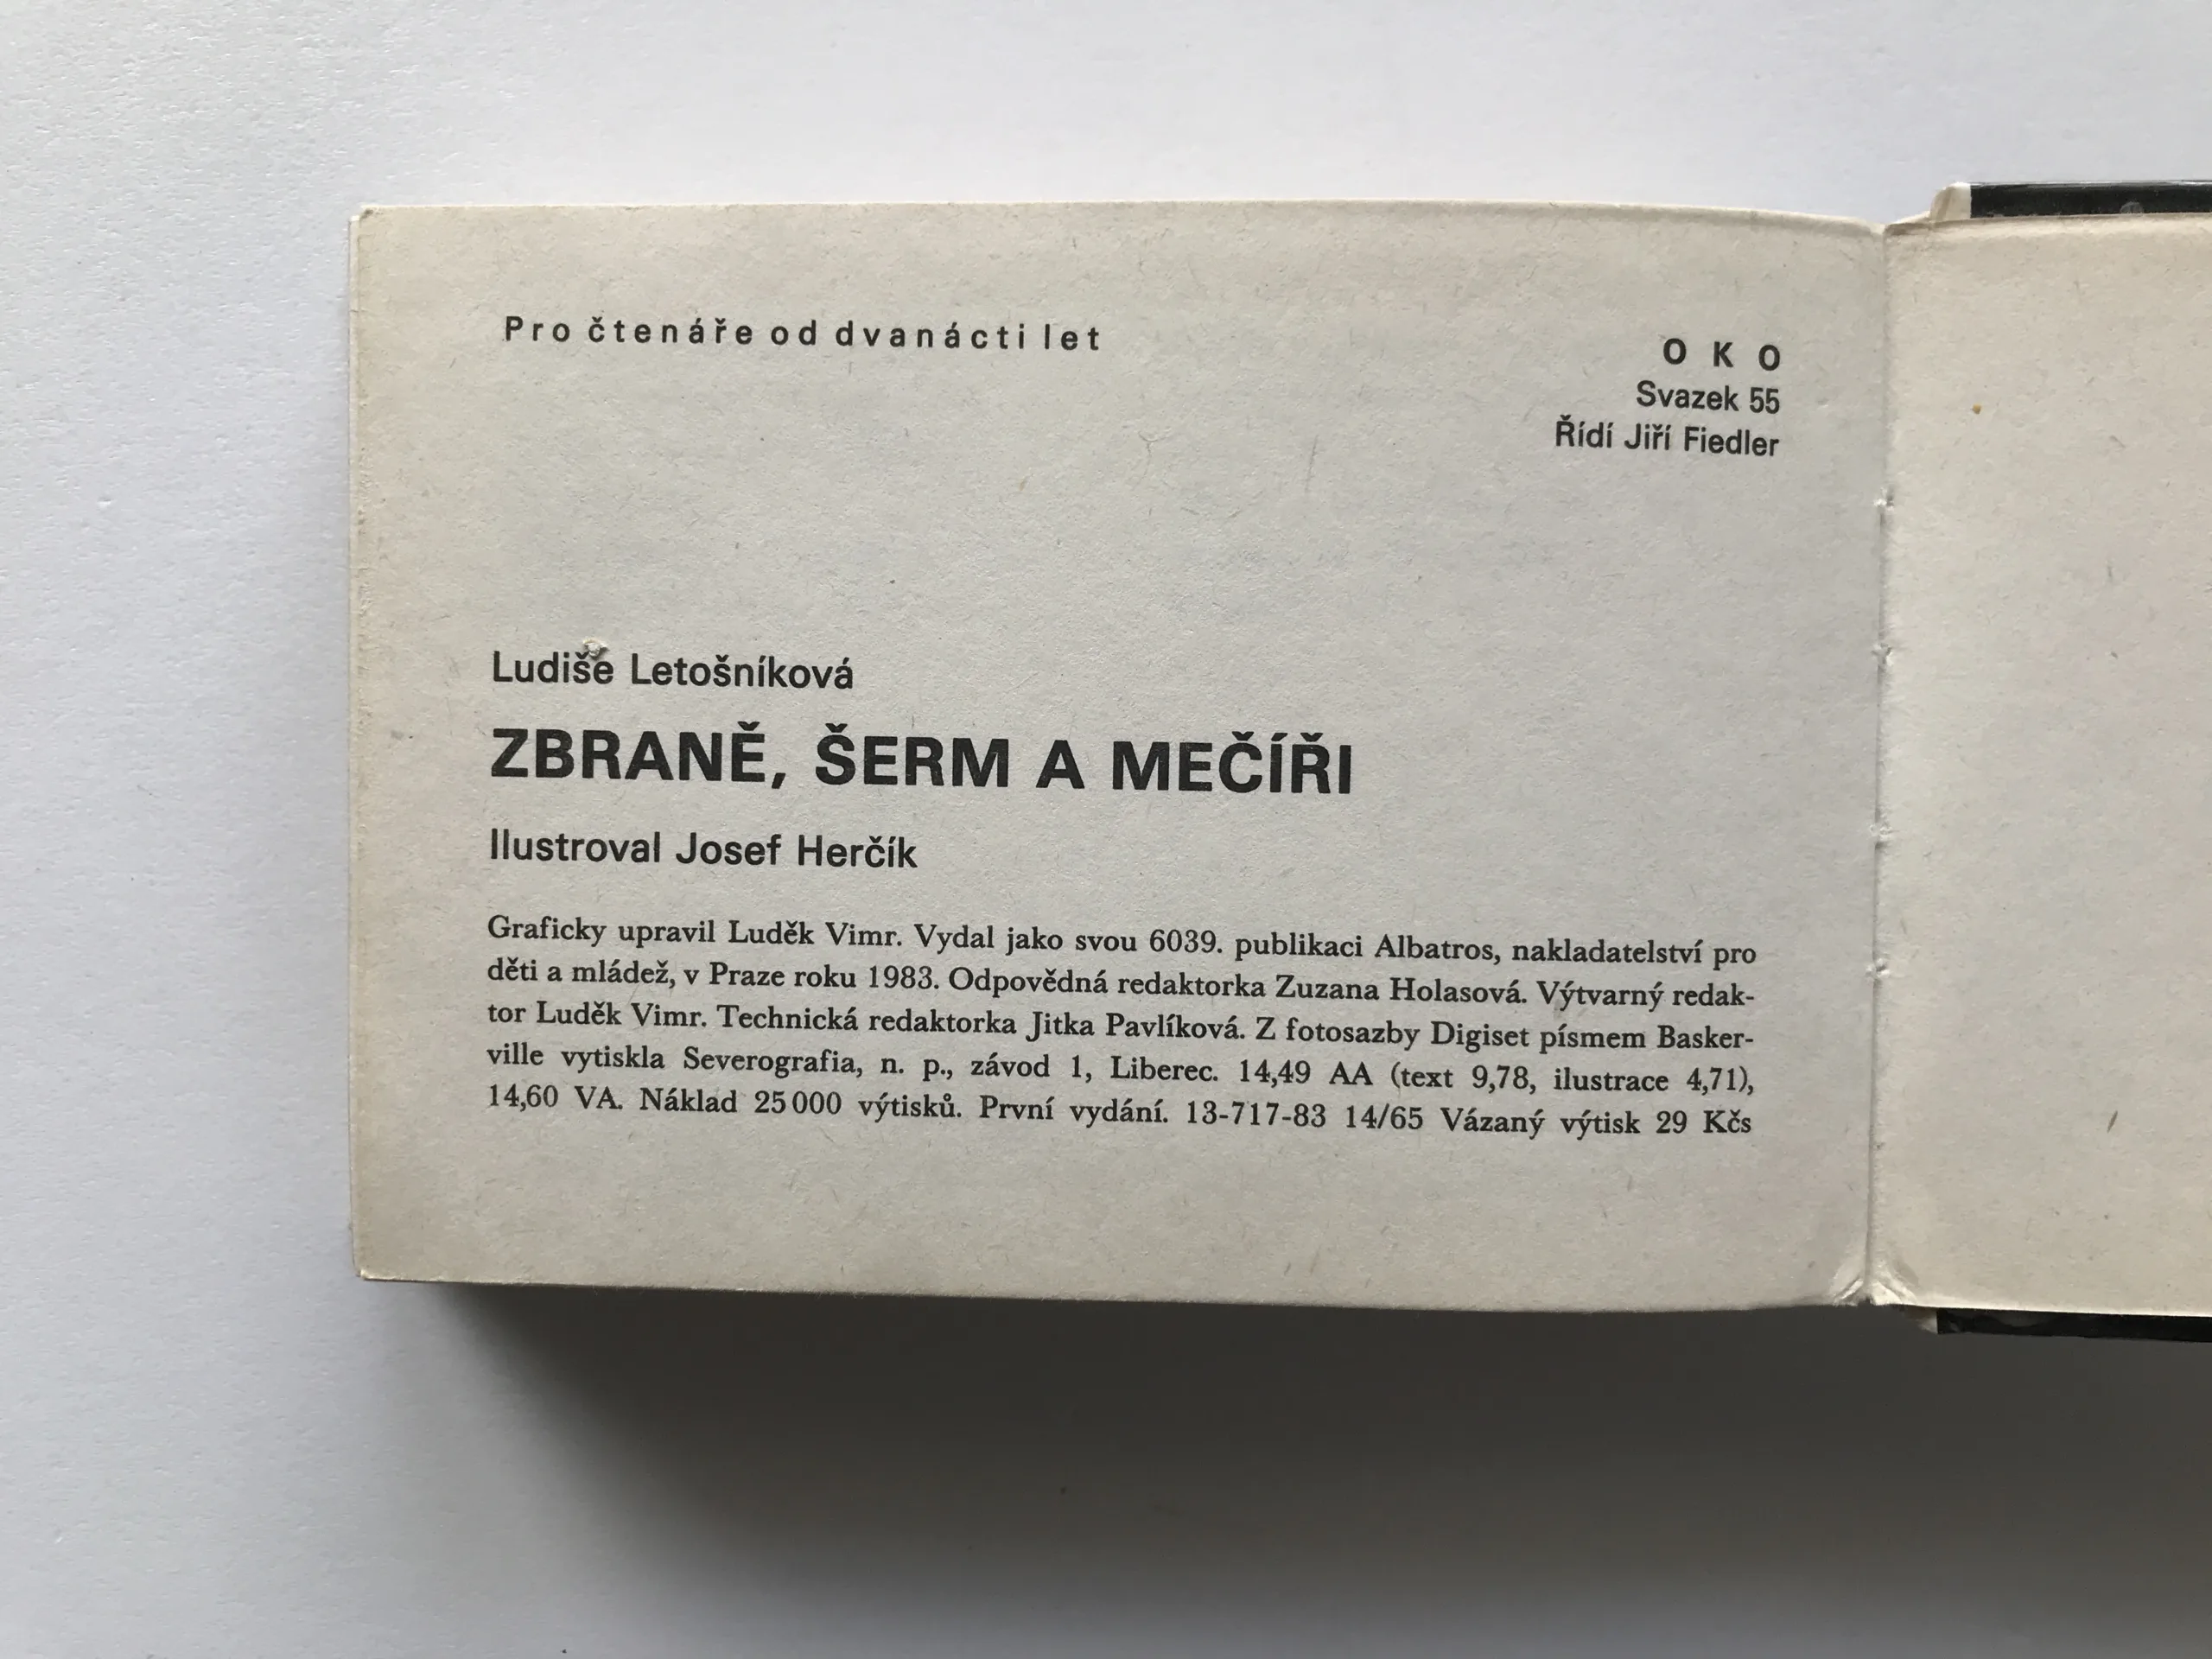 Pro čtenáře od dvanácti let
OKO
Svazek 55
Řídí Jiří Fiedler
Ludiše Letošníková
ZBRANĚ, ŠERM A MEČÍŘI
Ilustroval Josef Herčík
Graficky upravil Luděk Vimr. Vydal jako svou 6039. publikaci Albatros, nakladatelství pro
děti a mládež, v Praze roku 1983. Odpovědná redaktorka Zuzana Holasová. Výtvarný redak-
tor Luděk Vimr. Technická redaktorka Jitka Pavlíková. Z fotosazby Digiset písmem Basker-
ville vytiskla Severografia, n. p., závod 1, Liberec. 14,49 AA (text 9,78, ilustrace 4,71),
14,60 VA. Náklad 25 000 výtisků. První vydání. 13-717-83 14/65 Vázaný výtisk 29 Kčs